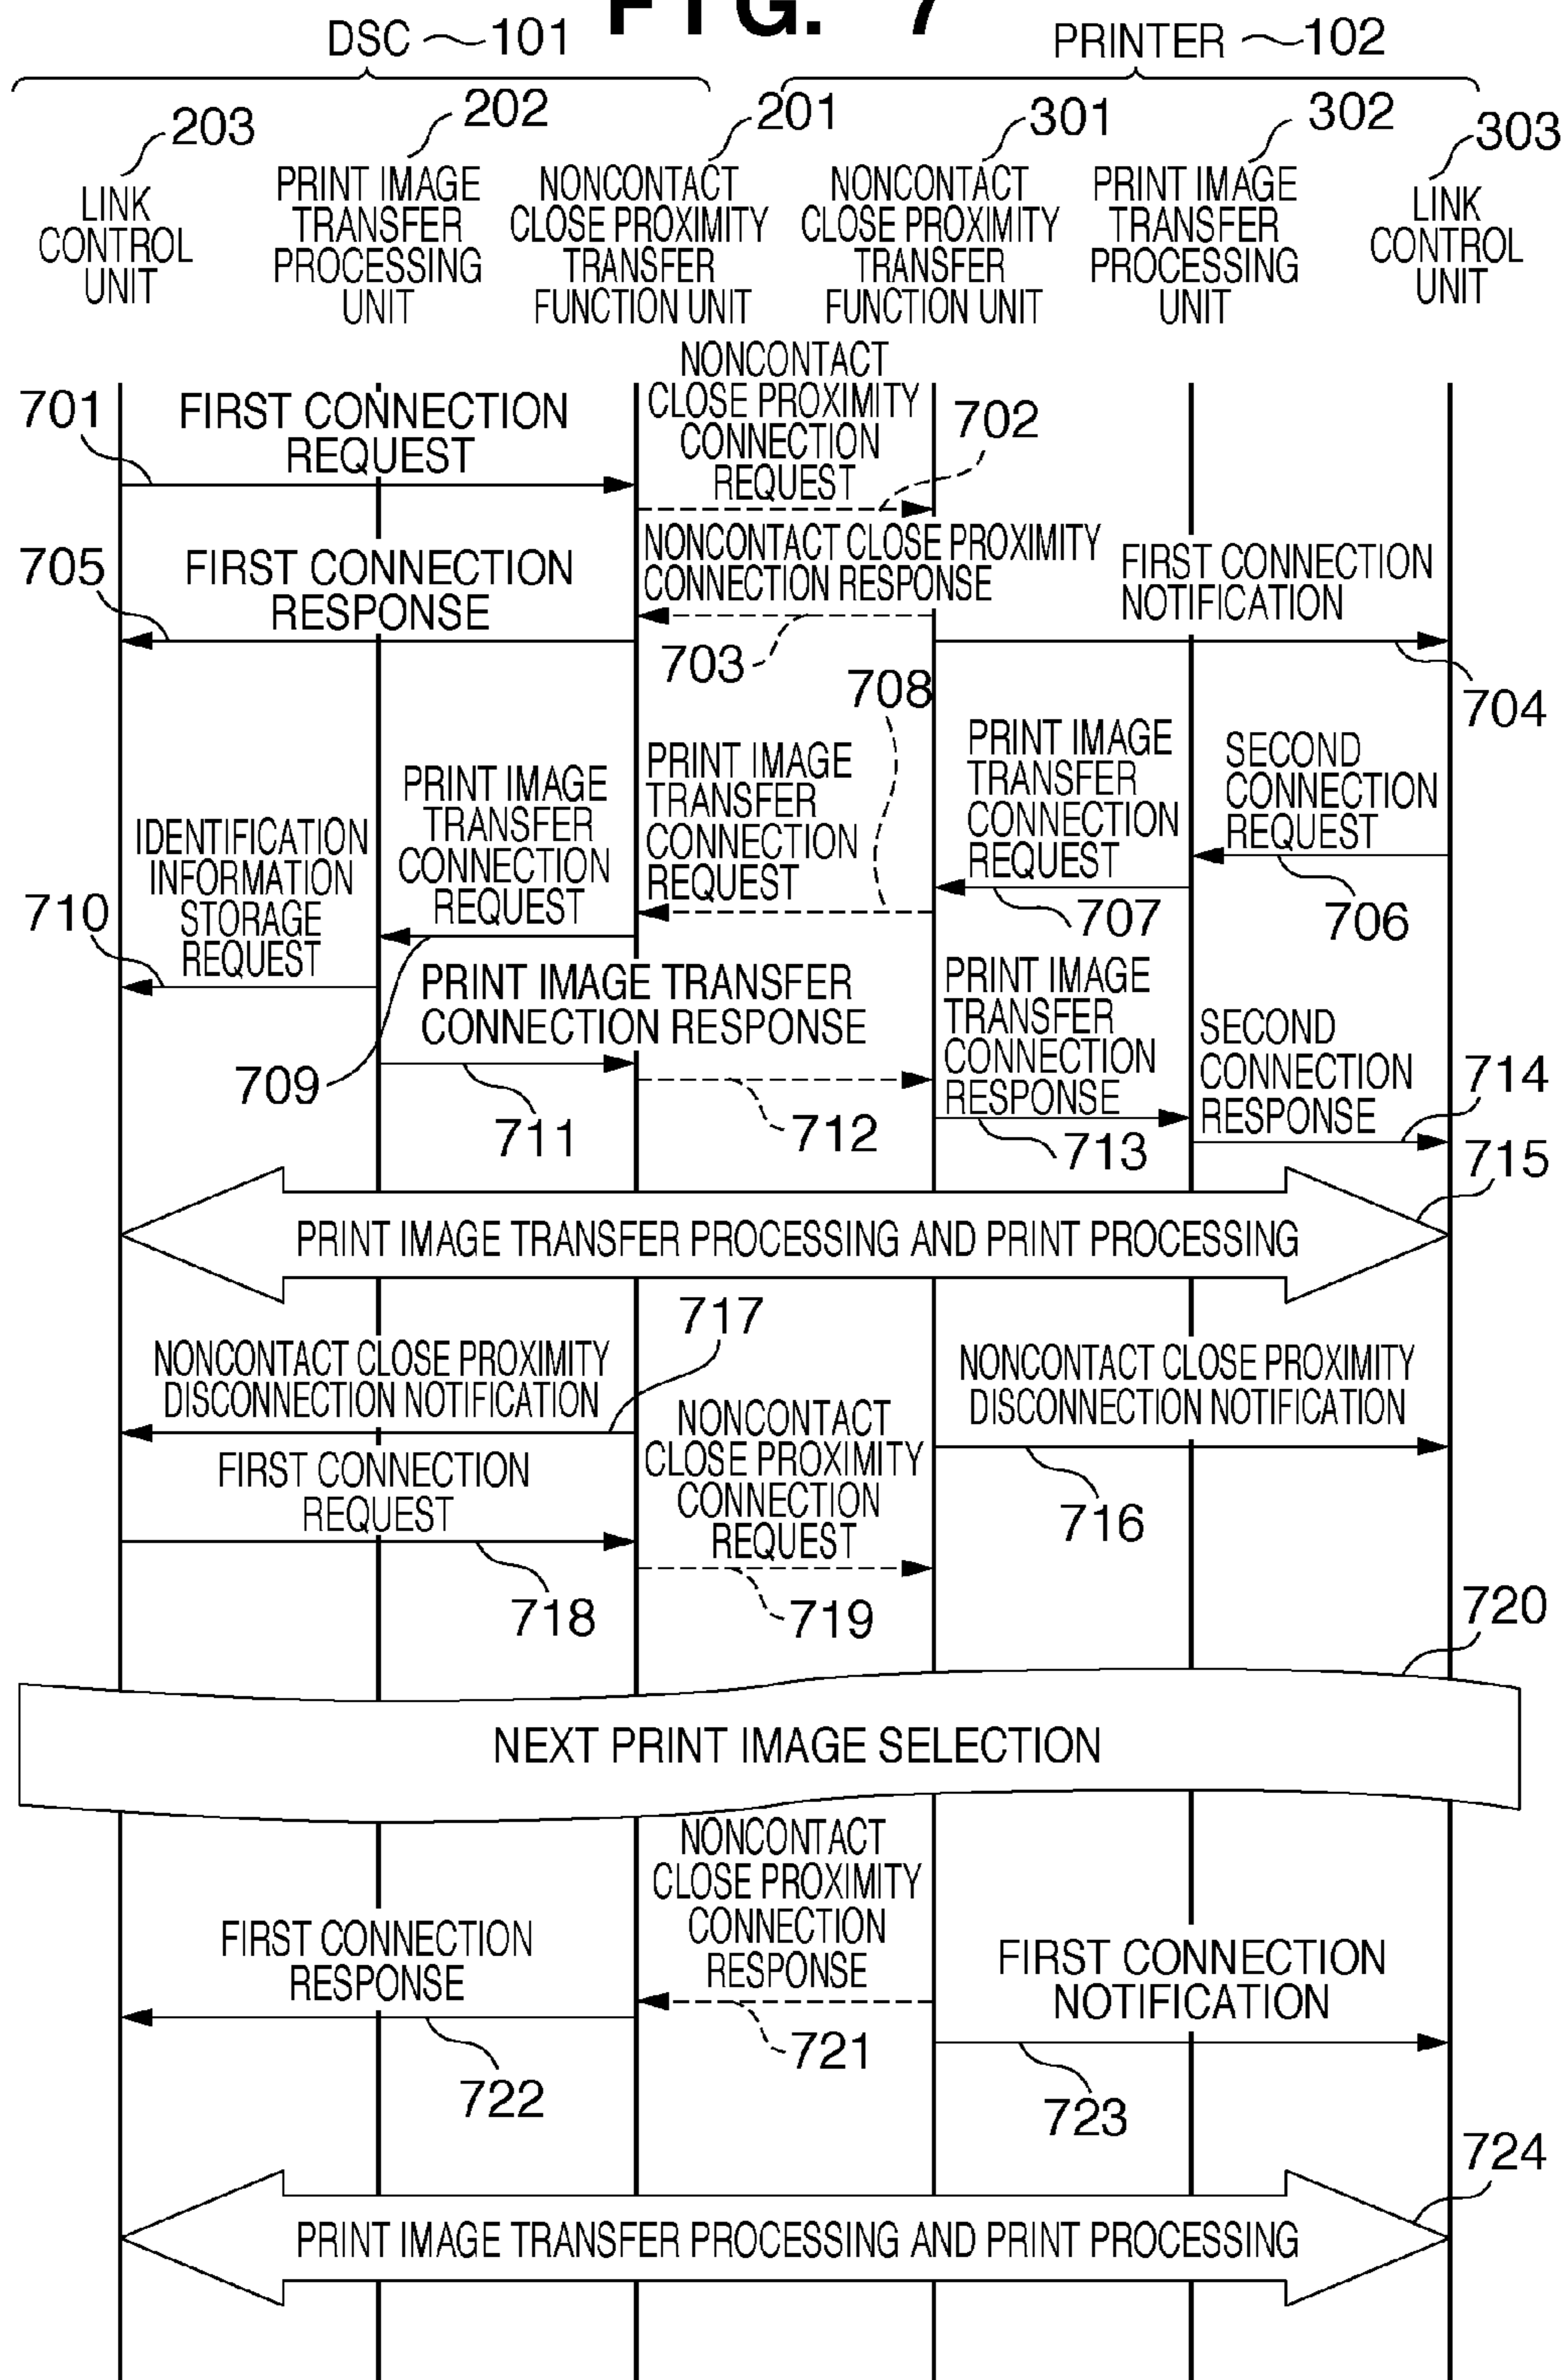 FIG. 7
DSC 101
PRINTER 102
203
202
201
301
302
303
LINK
CONTROL
UNIT
PRINT IMAGE
TRANSFER
PROCESSING
UNIT
NONCONTACT
CLOSE PROXIMITY
TRANSFER
FUNCTION UNIT
NONCONTACT
CLOSE PROXIMITY
TRANSFER
FUNCTION UNIT
PRINT IMAGE
TRANSFER
PROCESSING
UNIT
LINK
CONTROL
UNIT
701
FIRST CONNECTION
REQUEST
NONCONTACT
CLOSE PROXIMITY
CONNECTION
REQUEST
702
705
FIRST CONNECTION
RESPONSE
NONCONTACT CLOSE PROXIMITY
CONNECTION RESPONSE
703
FIRST CONNECTION
NOTIFICATION
704
708
710
IDENTIFICATION
INFORMATION
STORAGE
REQUEST
PRINT IMAGE
TRANSFER
CONNECTION
REQUEST
PRINT IMAGE
TRANSFER
CONNECTION
REQUEST
PRINT IMAGE
TRANSFER
CONNECTION
REQUEST
707
SECOND
CONNECTION
REQUEST
706
709
PRINT IMAGE TRANSFER
CONNECTION RESPONSE
711
712
PRINT IMAGE
TRANSFER
CONNECTION
RESPONSE
713
SECOND
CONNECTION
RESPONSE
714
715
PRINT IMAGE TRANSFER PROCESSING AND PRINT PROCESSING
717
NONCONTACT CLOSE PROXIMITY
DISCONNECTION NOTIFICATION
NONCONTACT CLOSE PROXIMITY
DISCONNECTION NOTIFICATION
716
FIRST CONNECTION
REQUEST
718
NONCONTACT
CLOSE PROXIMITY
CONNECTION
REQUEST
719
720
NEXT PRINT IMAGE SELECTION
NONCONTACT
CLOSE PROXIMITY
CONNECTION
RESPONSE
721
FIRST CONNECTION
RESPONSE
722
FIRST CONNECTION
NOTIFICATION
723
724
PRINT IMAGE TRANSFER PROCESSING AND PRINT PROCESSING